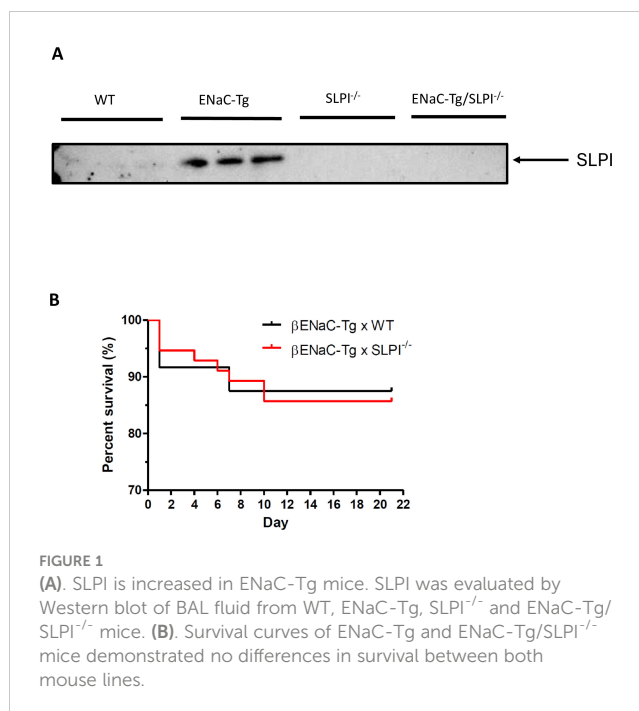 A
WT ENaC-Tg SLPI-/- ENaC-Tg/SLPI-/-
SLPI
B
βENaC-Tg x WT
βENaC-Tg x SLPI-/-
Percent survival (%)
100
90
80
70
0 2 4 6 8 10 12 14 16 18 20 22
Day
FIGURE 1
(A). SLPI is increased in ENaC-Tg mice. SLPI was evaluated by
Western blot of BAL fluid from WT, ENaC-Tg, SLPI-/- and ENaC-Tg/
SLPI-/- mice. (B). Survival curves of ENaC-Tg and ENaC-Tg/SLPI-/-
mice demonstrated no differences in survival between both
mouse lines.